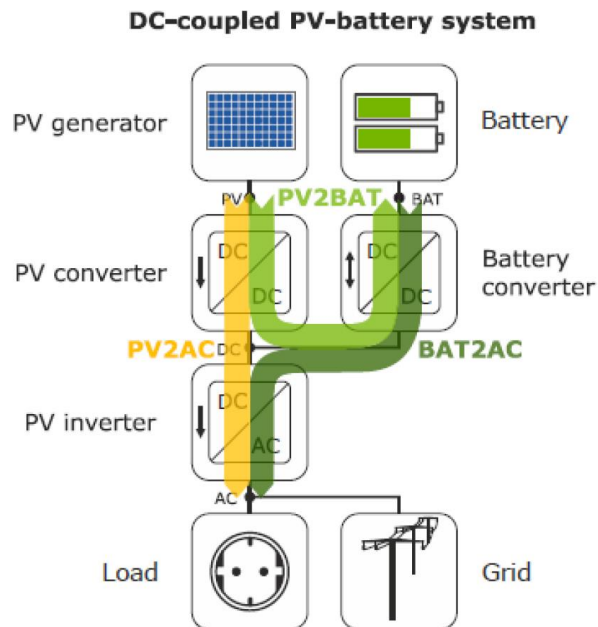 DC-coupled PV-battery system
PV generator
Battery
PV
PV2BAT
BAT
PV converter
DC
DC
DC
DC
Battery
converter
PV2AC
DC
BAT2AC
PV inverter
DC
AC
AC
Load
Grid